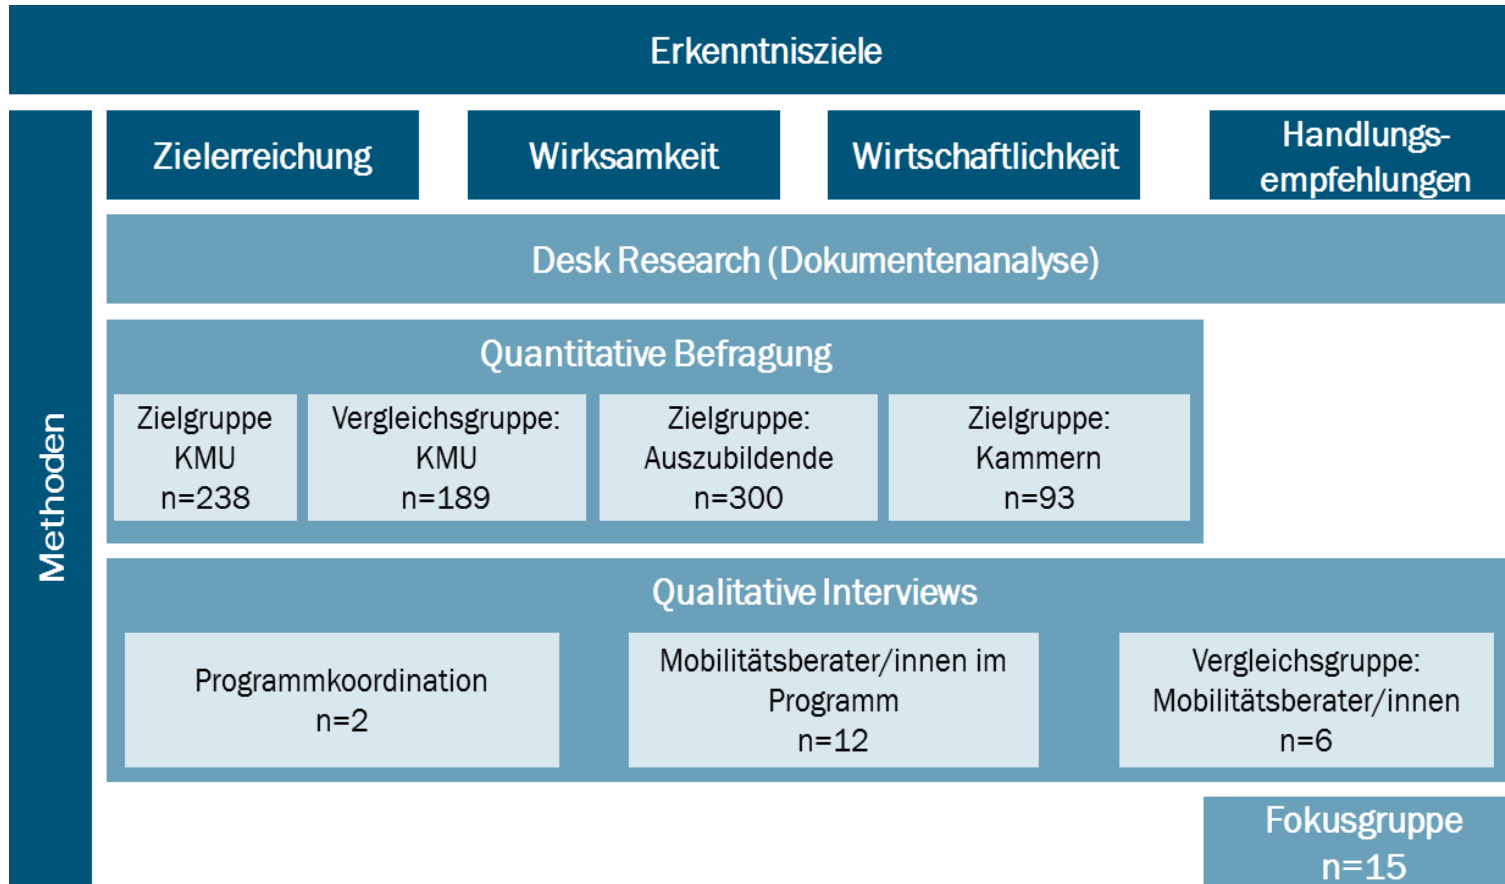 Erkenntnisziele
Methoden
Zielerreichung
Wirksamkeit
Wirtschaftlichkeit
Handlungs-
empfehlungen
Desk Research (Dokumentenanalyse)
Quantitative Befragung
Zielgruppe
KMU
n=238
Vergleichsgruppe:
KMU
n=189
Zielgruppe:
Auszubildende
n=300
Zielgruppe:
Kammern
n=93
Qualitative Interviews
Programmkoordination
n=2
Mobilitätsberater/innen im
Programm
n=12
Vergleichsgruppe:
Mobilitätsberater/innen
n=6
Fokusgruppe
n=15